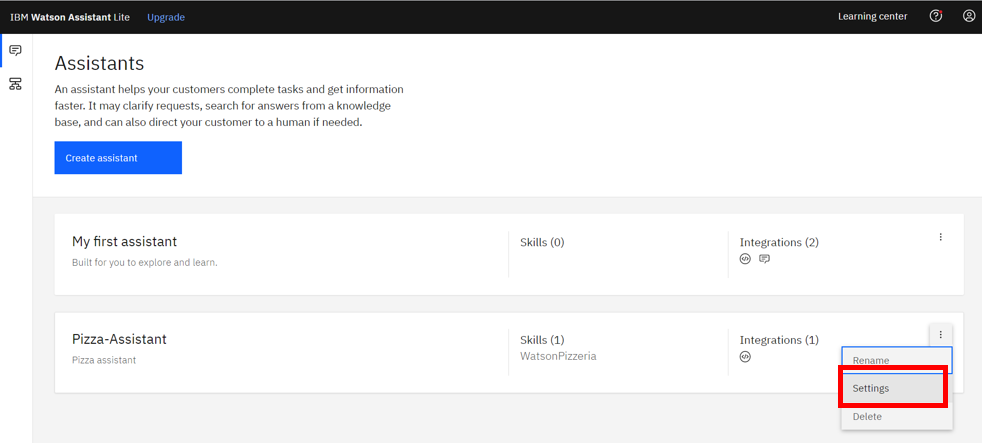 IBM Watson Assistant Lite Upgrade Learning center
Assistants
An assistant helps your customers complete tasks and get information
faster. It may clarify requests, search for answers from a knowledge
base, and can also direct your customer to a human if needed.
Create assistant
My first assistant
Built for you to explore and learn.
Skills (0)
Integrations (2)
Pizza-Assistant
Pizza assistant
Skills (1)
WatsonPizzeria
Integrations (1)
Rename
Settings
Delete